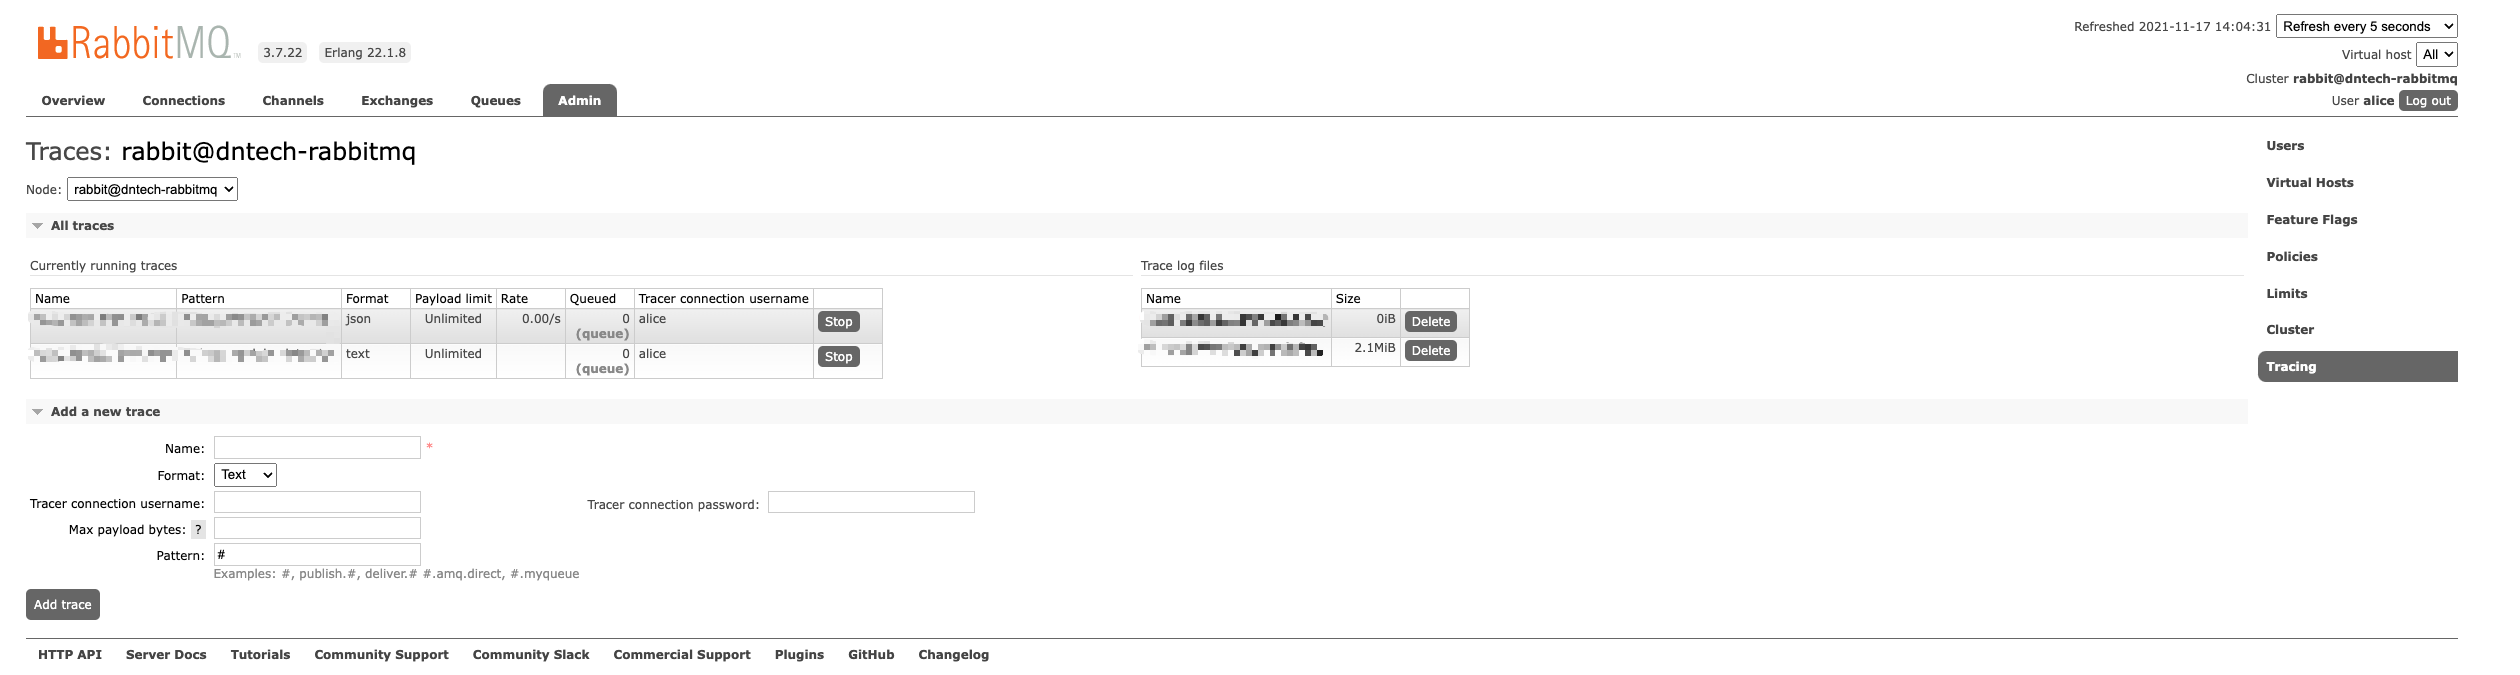 RabbitMQ TM 3.7.22 Erlang 22.1.8
Refreshed 2021-11-17 14:04:31 Refresh every 5 seconds
Virtual host All
Cluster rabbit@dntech-rabbitmq
User alice Log out
Overview Connections Channels Exchanges Queues Admin
Traces: rabbit@dntech-rabbitmq
Node: rabbit@dntech-rabbitmq
All traces
Currently running traces
Name Pattern Format Payload limit Rate Queued Tracer connection username
json Unlimited 0.00/s 0 alice Stop
(queue)
text Unlimited 0 alice Stop
(queue)
Trace log files
Name Size
0iB Delete
2.1MiB Delete
Add a new trace
Name: *
Format: Text
Tracer connection username: Tracer connection password:
Max payload bytes: ?
Pattern: #
Examples: #, publish.#, deliver.# #.amq.direct, #.myqueue
Add trace
Users
Virtual Hosts
Feature Flags
Policies
Limits
Cluster
Tracing
HTTP API Server Docs Tutorials Community Support Community Slack Commercial Support Plugins GitHub Changelog